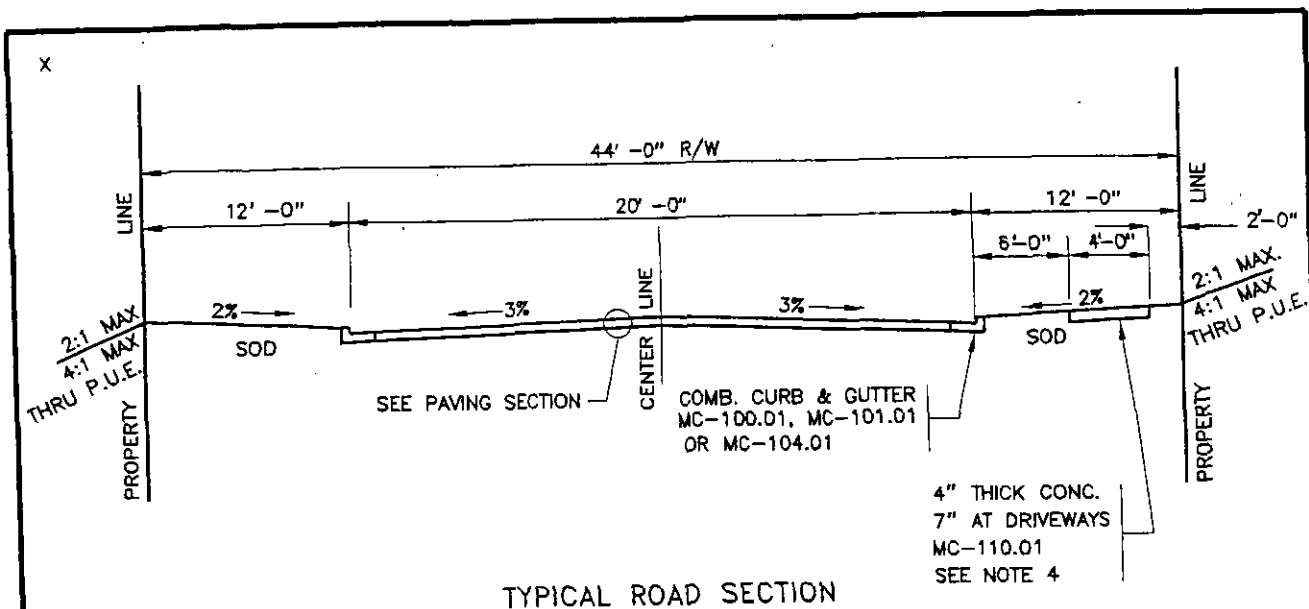 X
44' -0" R/W
12' -0"
20' -0"
12' -0"
2'-0"
6'-0"
4'-0"
LINE
LINE
2%
3%
3%
2%
2:1 MAX
4:1 MAX
THRU P.U.E.
2:1 MAX.
4:1 MAX
THRU P.U.E.
SOD
SOD
CENTER LINE
SEE PAVING SECTION
COMB. CURB & GUTTER
MC-100.01, MC-101.01
OR MC-104.01
PROPERTY
PROPERTY
4" THICK CONC.
7" AT DRIVEWAYS
MC-110.01
SEE NOTE 4
TYPICAL ROAD SECTION